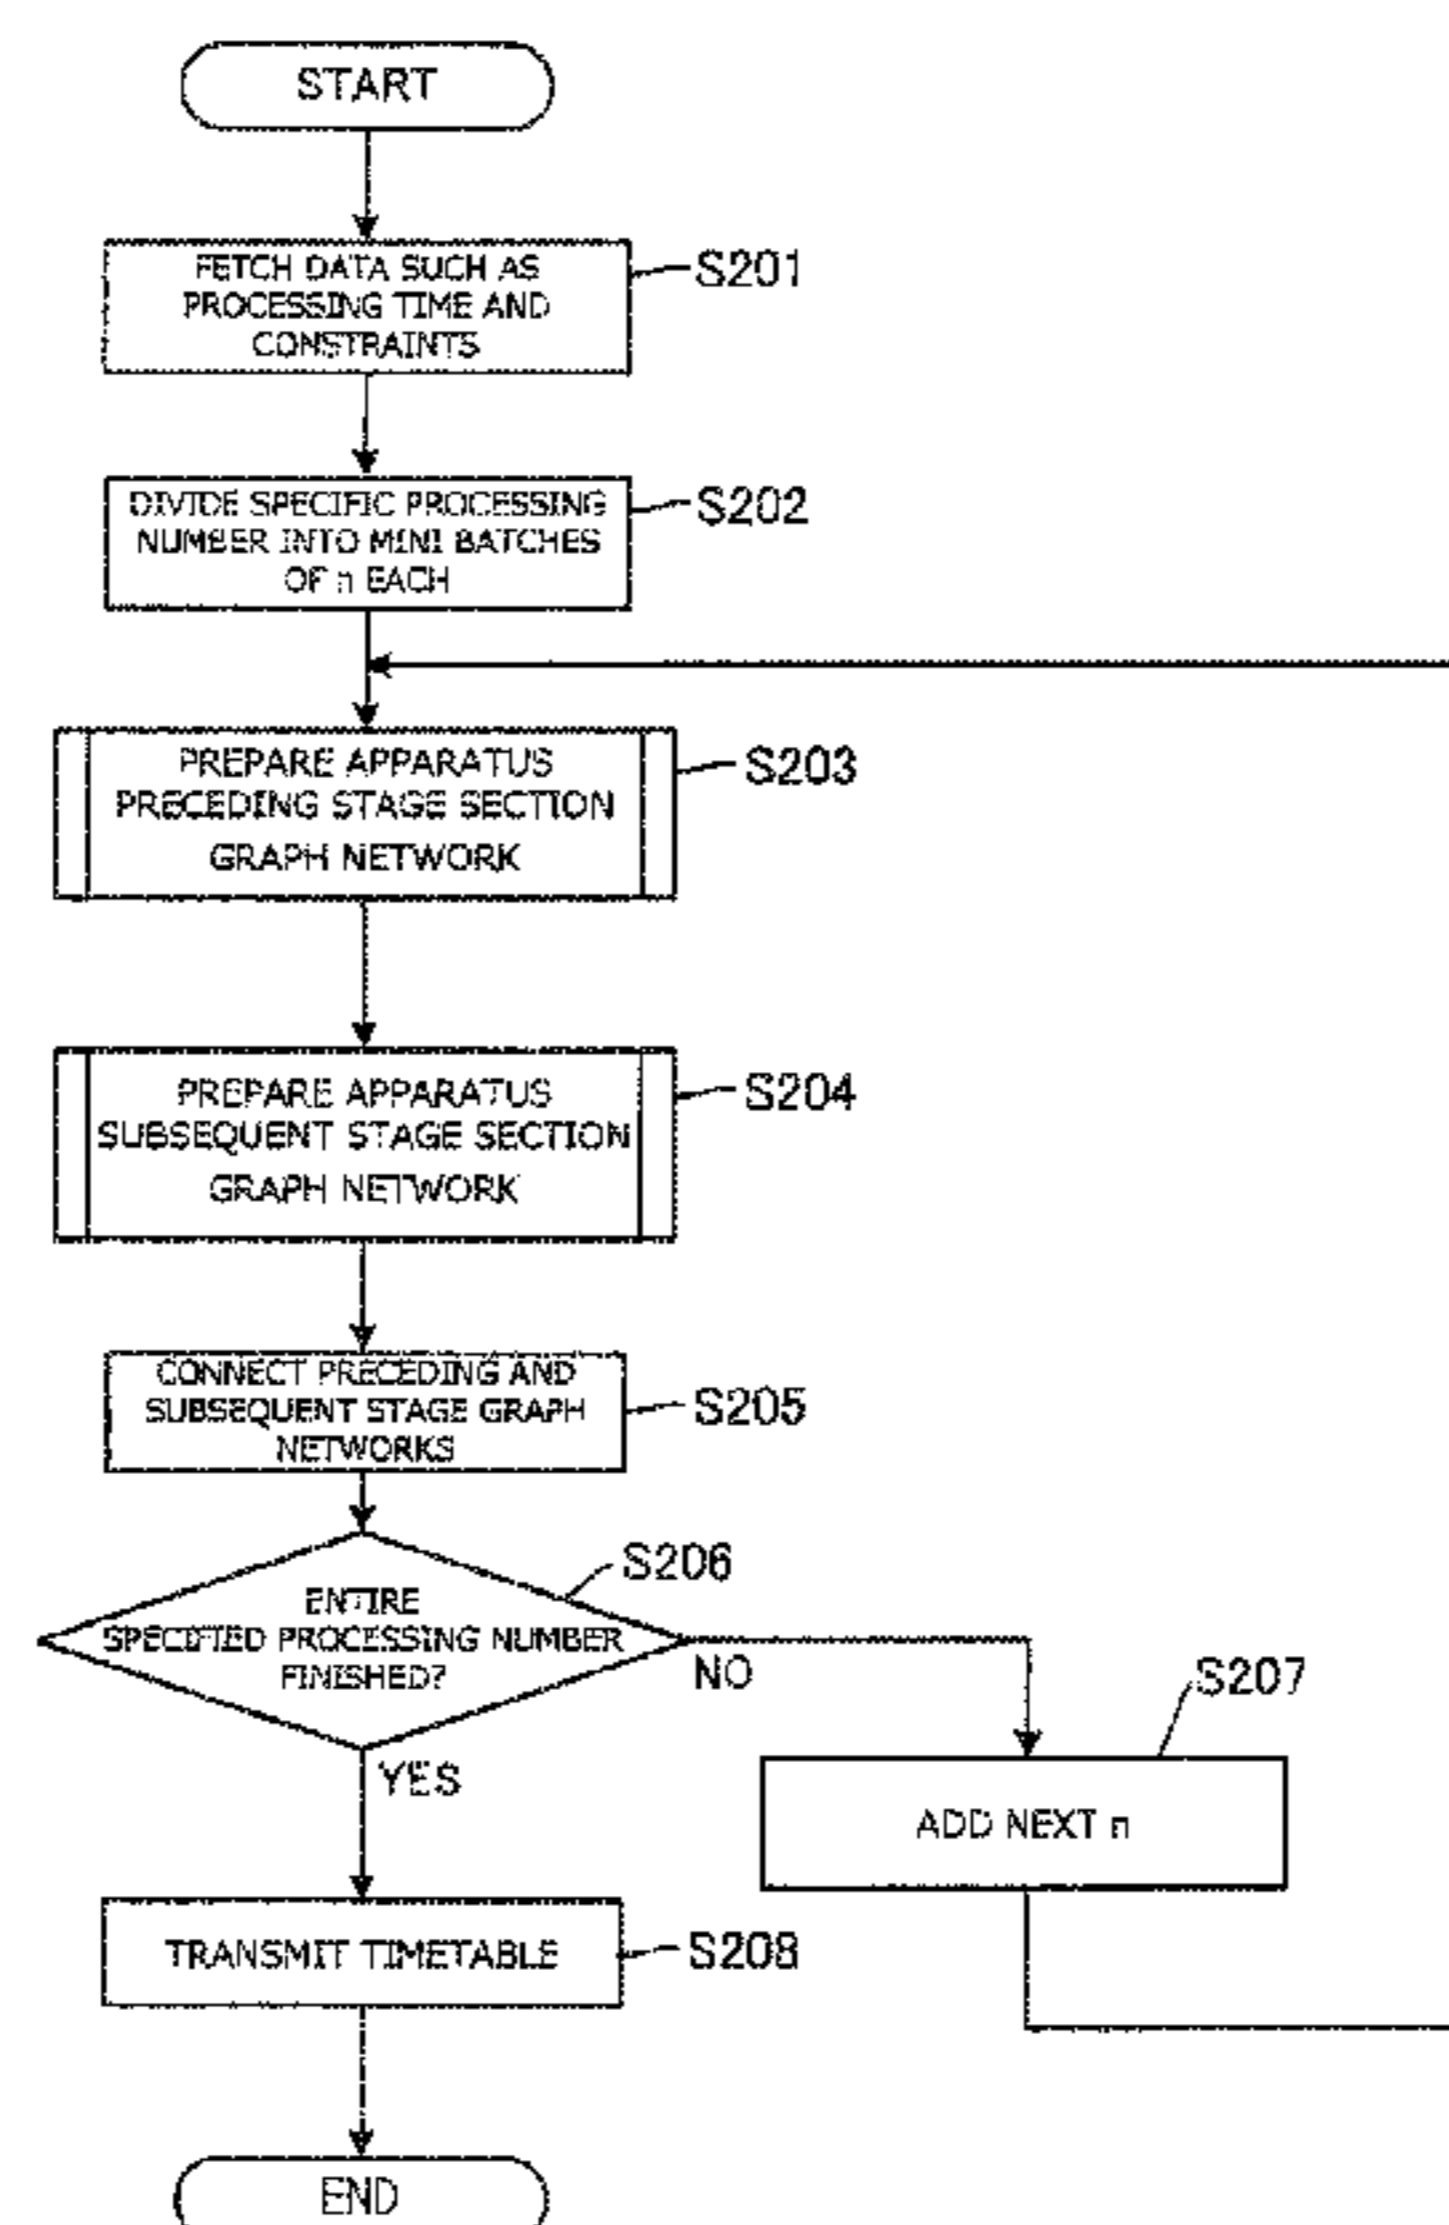 START
FETCH DATA SUCH AS
PROCESSING TIME AND
CONSTRAINTS
S201
DIVIDE SPECIFIC PROCESSING
NUMBER INTO MINI BATCHES
OF n EACH
S202
PREPARE APPARATUS
PRECEDING STAGE SECTION
GRAPH NETWORK
S203
PREPARE APPARATUS
SUBSEQUENT STAGE SECTION
GRAPH NETWORK
S204
CONNECT PRECEDING AND
SUBSEQUENT STAGE GRAPH
NETWORKS
S205
ENTIRE
SPECIFIED PROCESSING NUMBER
FINISHED?
S206
NO
YES
S207
ADD NEXT n
TRANSMIT TIMETABLE
S208
END